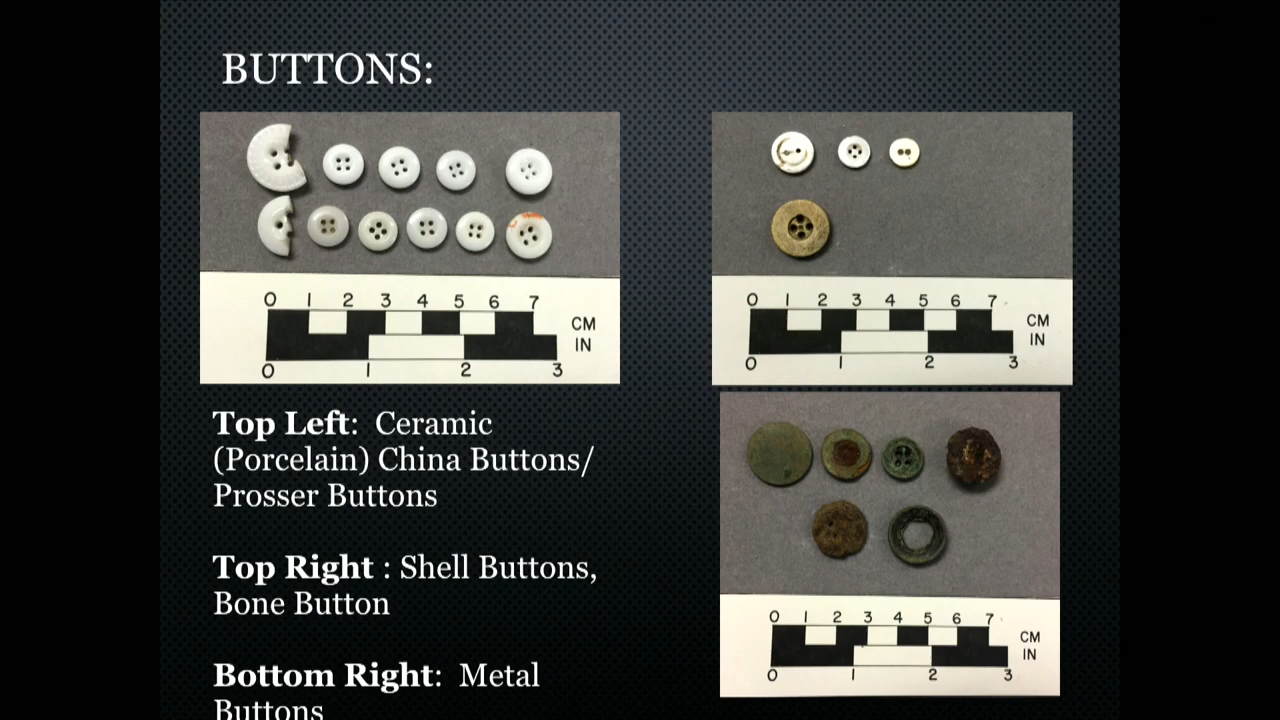 BUTTONS:
0 1 2 3 4 5 6 7
CM
IN
0 1 2 3
0 1 2 3 4 5 6 7
CM
IN
0 1 2 3
Top Left: Ceramic
(Porcelain) China Buttons/
Prosser Buttons
Top Right : Shell Buttons,
Bone Button
Bottom Right: Metal
Buttons
0 1 2 3 4 5 6 7
CM
IN
0 1 2 3